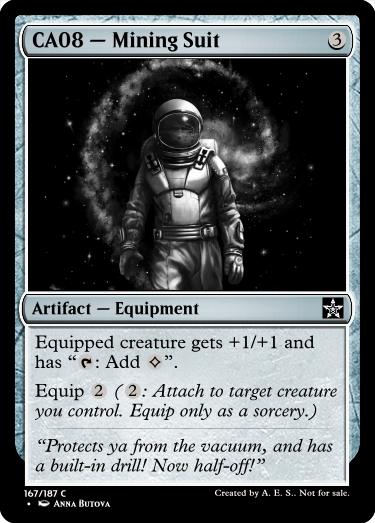 CA08 — Mining Suit 3
Artifact — Equipment
Equipped creature gets +1/+1 and
has “: Add ”.
Equip 2 (2: Attach to target creature
you control. Equip only as a sorcery.)
“Protects ya from the vacuum, and has
a built-in drill! Now half-off!”
167/187 C
Created by A. E. S.. Not for sale.
• Anna Butova